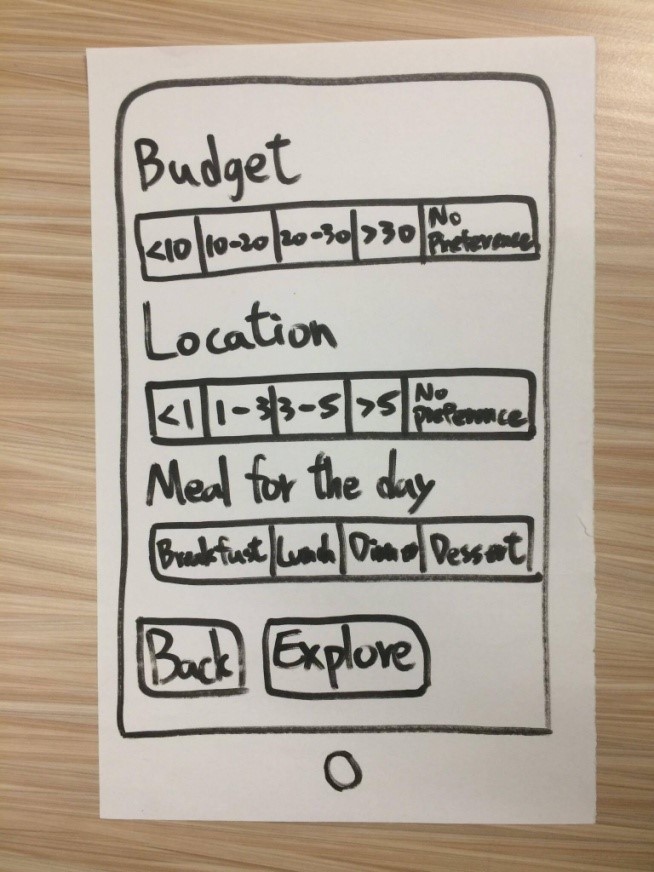 Budget
<10 10-20 20-30 >30 No Preference
Location
<1 1-3 3-5 >5 No preference
Meal for the day
Breakfast Lunch Dinner Dessert
Back Explore